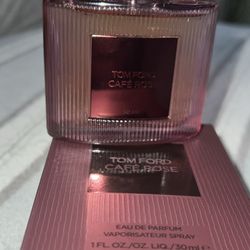 TOM FORD
CAFÉ ROSE
TOM FORD
CAFÉ ROSE
EAU DE PARFUM
VAPORISATEUR SPRAY
1 FL. OZ./OZ. LIQ./30 ml e